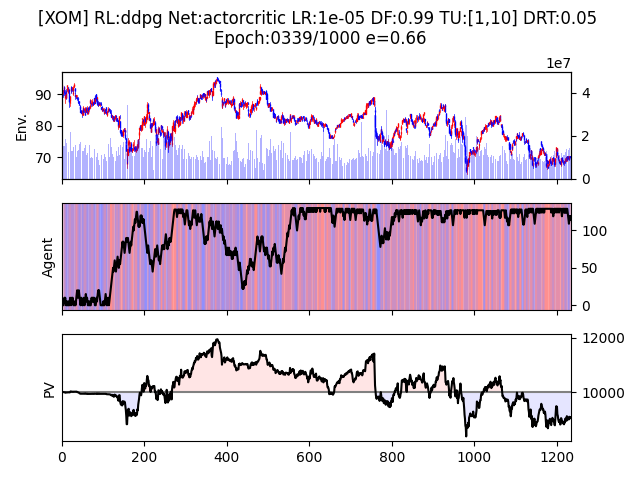 [XOM] RL:ddpg Net:actorcritic LR:1e-05 DF:0.99 TU:[1,10] DRT:0.05
Epoch:0339/1000 e=0.66
1e7
Env.
90
80
70
4
2
0
Agent
100
50
0
PV
12000
10000
0 200 400 600 800 1000 1200